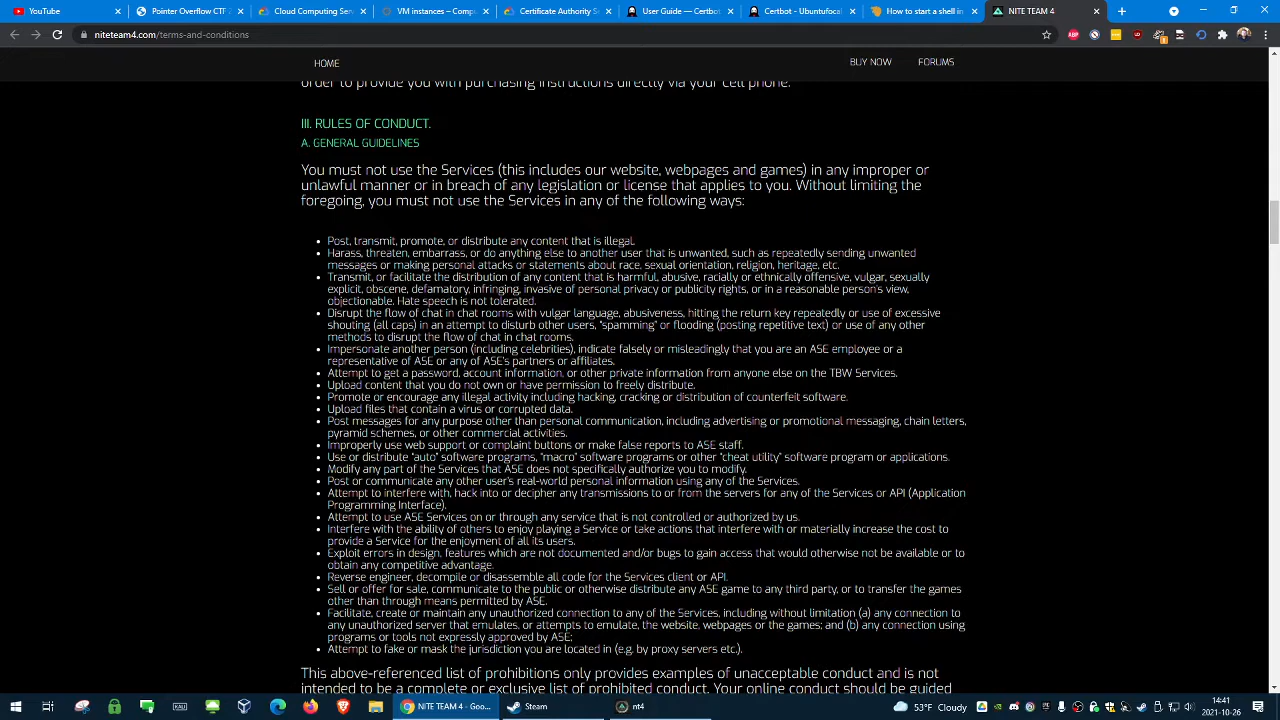 YouTube
Pointer Overflow CTF
Cloud Computing Serv
VM instances – Compu
Certificate Authority S
User Guide — Certbot
Certbot - Ubuntufocal
How to start a shell in
NITE TEAM 4
niteteam4.com/terms-and-conditions
HOME
BUY NOW
FORUMS
order to provide you with purchasing instructions directly via your cell phone.
III. RULES OF CONDUCT.
A. GENERAL GUIDELINES
You must not use the Services (this includes our website, webpages and games) in any improper or
unlawful manner or in breach of any legislation or license that applies to you. Without limiting the
foregoing, you must not use the Services in any of the following ways:
• Post, transmit, promote, or distribute any content that is illegal.
• Harass, threaten, embarrass, or do anything else to another user that is unwanted, such as repeatedly sending unwanted
messages or making personal attacks or statements about race, sexual orientation, religion, heritage, etc.
• Transmit, or facilitate the distribution of any content that is harmful, abusive, racially or ethnically offensive, vulgar, sexually
explicit, obscene, defamatory, infringing, invasive of personal privacy or publicity rights, or in a reasonable person's view,
objectionable. Hate speech is not tolerated.
• Disrupt the flow of chat in chat rooms with vulgar language, abusiveness, hitting the return key repeatedly or use of excessive
shouting (all caps) in an attempt to disturb other users, "spamming" or flooding (posting repetitive text) or use of any other
methods to disrupt the flow of chat in chat rooms.
• Impersonate another person (including celebrities), indicate falsely or misleadingly that you are an ASE employee or a
representative of ASE or any of ASE's partners or affiliates.
• Attempt to get a password, account information, or other private information from anyone else on the TBW Services.
• Upload content that you do not own or have permission to freely distribute.
• Promote or encourage any illegal activity including hacking, cracking or distribution of counterfeit software.
• Upload files that contain a virus or corrupted data.
• Post messages for any purpose other than personal communication, including advertising or promotional messaging, chain letters,
pyramid schemes, or other commercial activities.
• Improperly use web support or complaint buttons or make false reports to ASE staff.
• Use or distribute "auto" software programs, "macro" software programs or other "cheat utility" software program or applications.
• Modify any part of the Services that ASE does not specifically authorize you to modify.
• Post or communicate any other user's real-world personal information using any of the Services.
• Attempt to interfere with, hack into or decipher any transmissions to or from the servers for any of the Services or API (Application
Programming Interface).
• Attempt to use ASE Services on or through any service that is not controlled or authorized by us.
• Interfere with the ability of others to enjoy playing a Service or take actions that interfere with or materially increase the cost to
provide a Service for the enjoyment of all its users.
• Exploit errors in design, features which are not documented and/or bugs to gain access that would otherwise not be available or to
obtain any competitive advantage.
• Reverse engineer, decompile or disassemble all code for the Services client or API.
• Sell or offer for sale, communicate to the public or otherwise distribute any ASE game to any third party, or to transfer the games
other than through means permitted by ASE.
• Facilitate, create or maintain any unauthorized connection to any of the Services, including without limitation (a) any connection to
any unauthorized server that emulates, or attempts to emulate, the website, webpages or the games; and (b) any connection using
programs or tools not expressly approved by ASE;
• Attempt to fake or mask the jurisdiction you are located in (e.g. by proxy servers etc.).
This above-referenced list of prohibitions only provides examples of unacceptable conduct and is not
intended to be a complete or exclusive list of prohibited conduct. Your online conduct should be guided
NITE TEAM 4 - Goo...
Steam
nt4
53°F Cloudy
14:41
2021-10-26